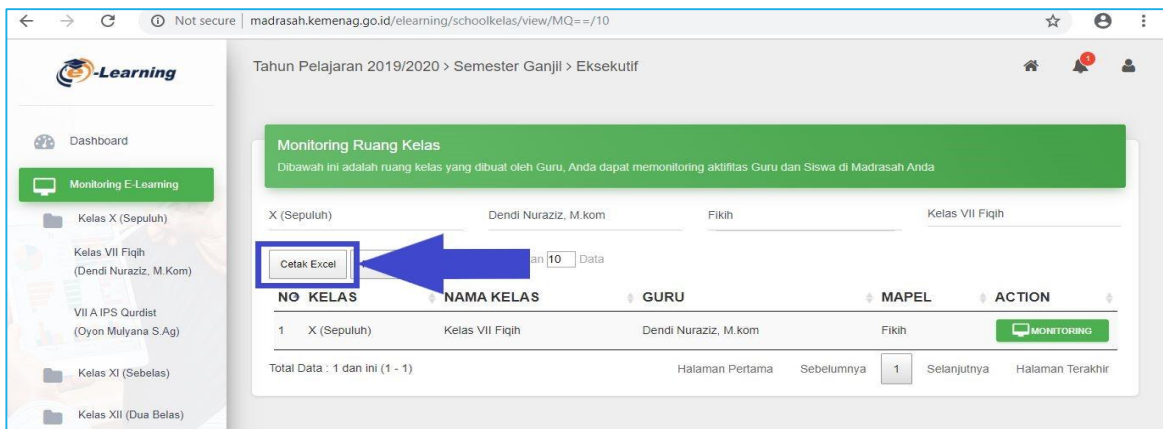 Not secure | madrasah.kemenag.go.id/elearning/schoolkelas/view/MQ==/10
e-Learning
Tahun Pelajaran 2019/2020 > Semester Ganjil > Eksekutif
1
Dashboard
Monitoring E-Learning
Kelas X (Sepuluh)
Kelas VII Fiqih
(Dendi Nuraziz, M.Kom)
VII A IPS Qurdist
(Oyon Mulyana S.Ag)
Kelas XI (Sebelas)
Kelas XII (Dua Belas)
Monitoring Ruang Kelas
Dibawah ini adalah ruang kelas yang dibuat oleh Guru, Anda dapat memonitoring aktifitas Guru dan Siswa di Madrasah Anda
X (Sepuluh) Dendi Nuraziz, M.kom Fikih Kelas VII Fiqih
Cetak Excel 10 Data
NO KELAS NAMA KELAS GURU MAPEL ACTION
1 X (Sepuluh) Kelas VII Fiqih Dendi Nuraziz, M.kom Fikih MONITORING
Total Data : 1 dan ini (1 - 1) Halaman Pertama Sebelumnya 1 Selanjutnya Halaman Terakhir